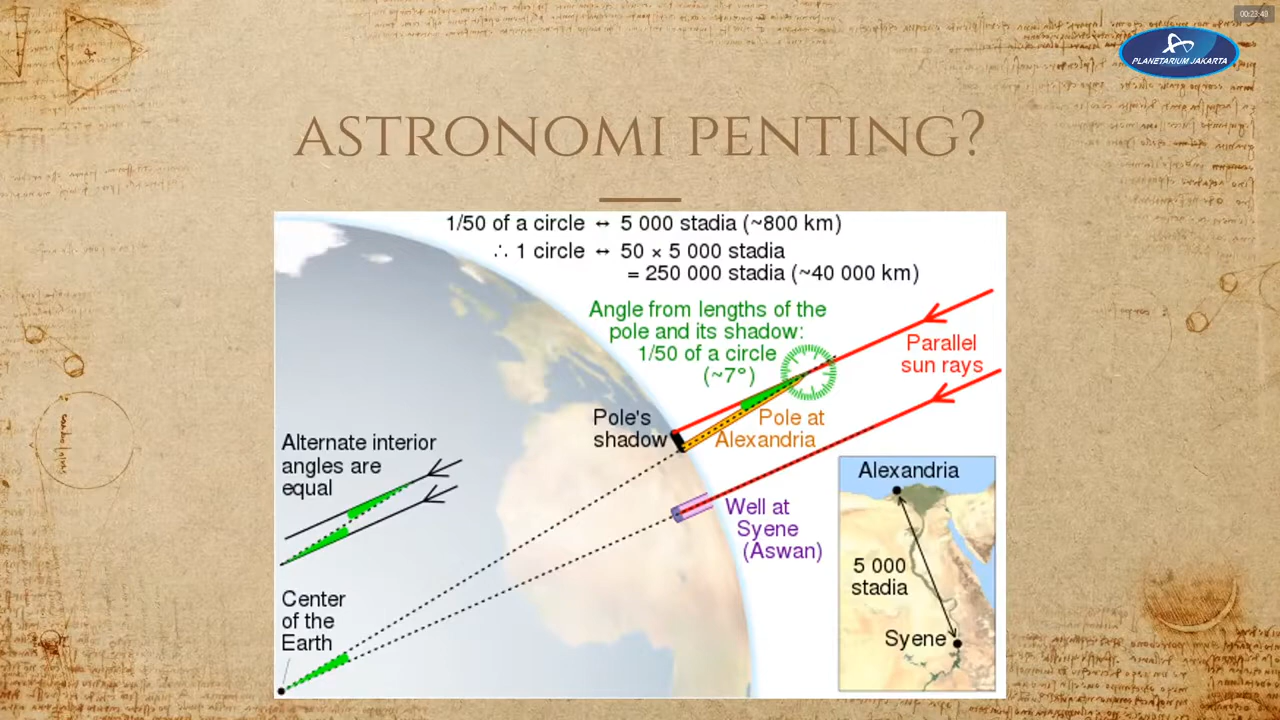 00:23:48
PLANETARIUM JAKARTA
ASTRONOMI PENTING?
1/50 of a circle ↔ 5 000 stadia (~800 km)
∴ 1 circle ↔ 50 × 5 000 stadia
= 250 000 stadia (~40 000 km)
Angle from lengths of the
pole and its shadow:
1/50 of a circle
(~7°)
Parallel
sun rays
Pole's
shadow
Pole at
Alexandria
Alternate interior
angles are
equal
Well at
Syene
(Aswan)
Center
of the
Earth
Alexandria
5 000
stadia
Syene